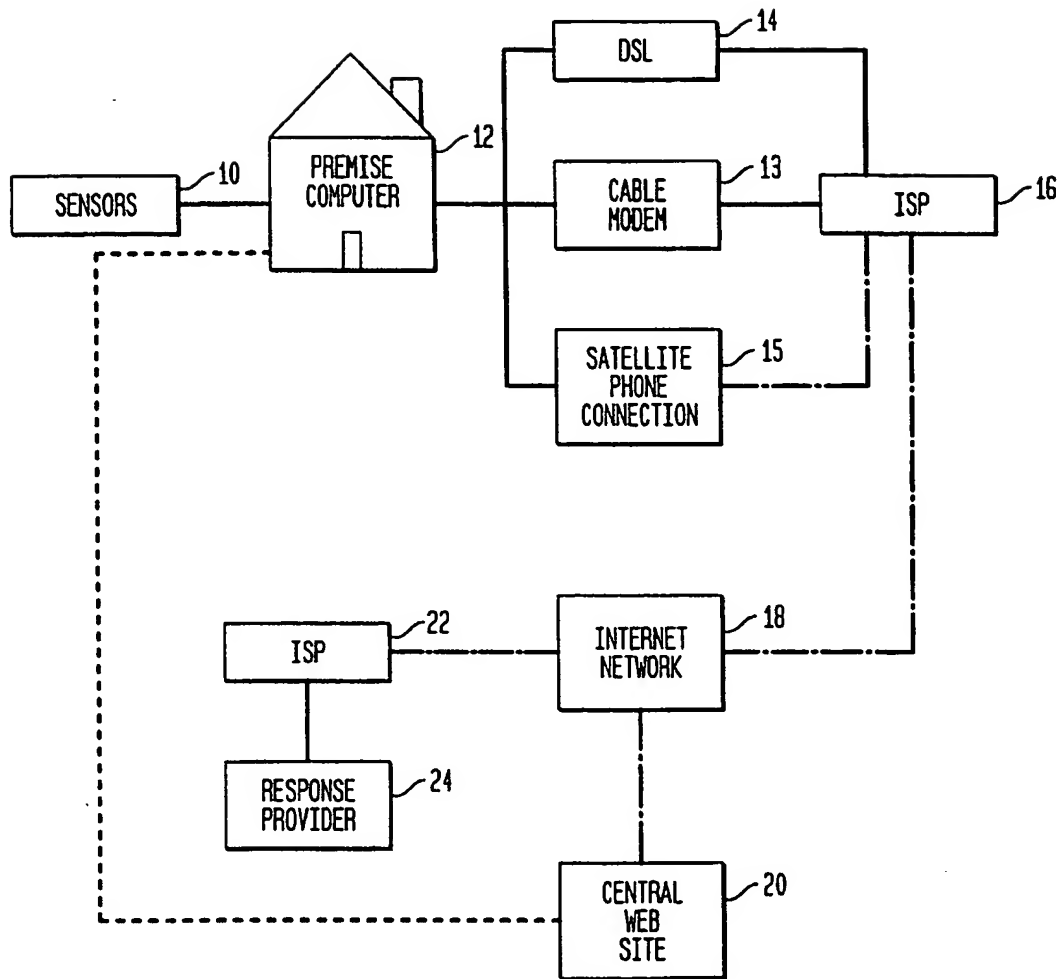 14
DSL
12
PREMISE
COMPUTER
10
SENSORS
13
CABLE
MODEM
ISP
16
15
SATELLITE
PHONE
CONNECTION
22
ISP
18
INTERNET
NETWORK
24
RESPONSE
PROVIDER
20
CENTRAL
WEB
SITE